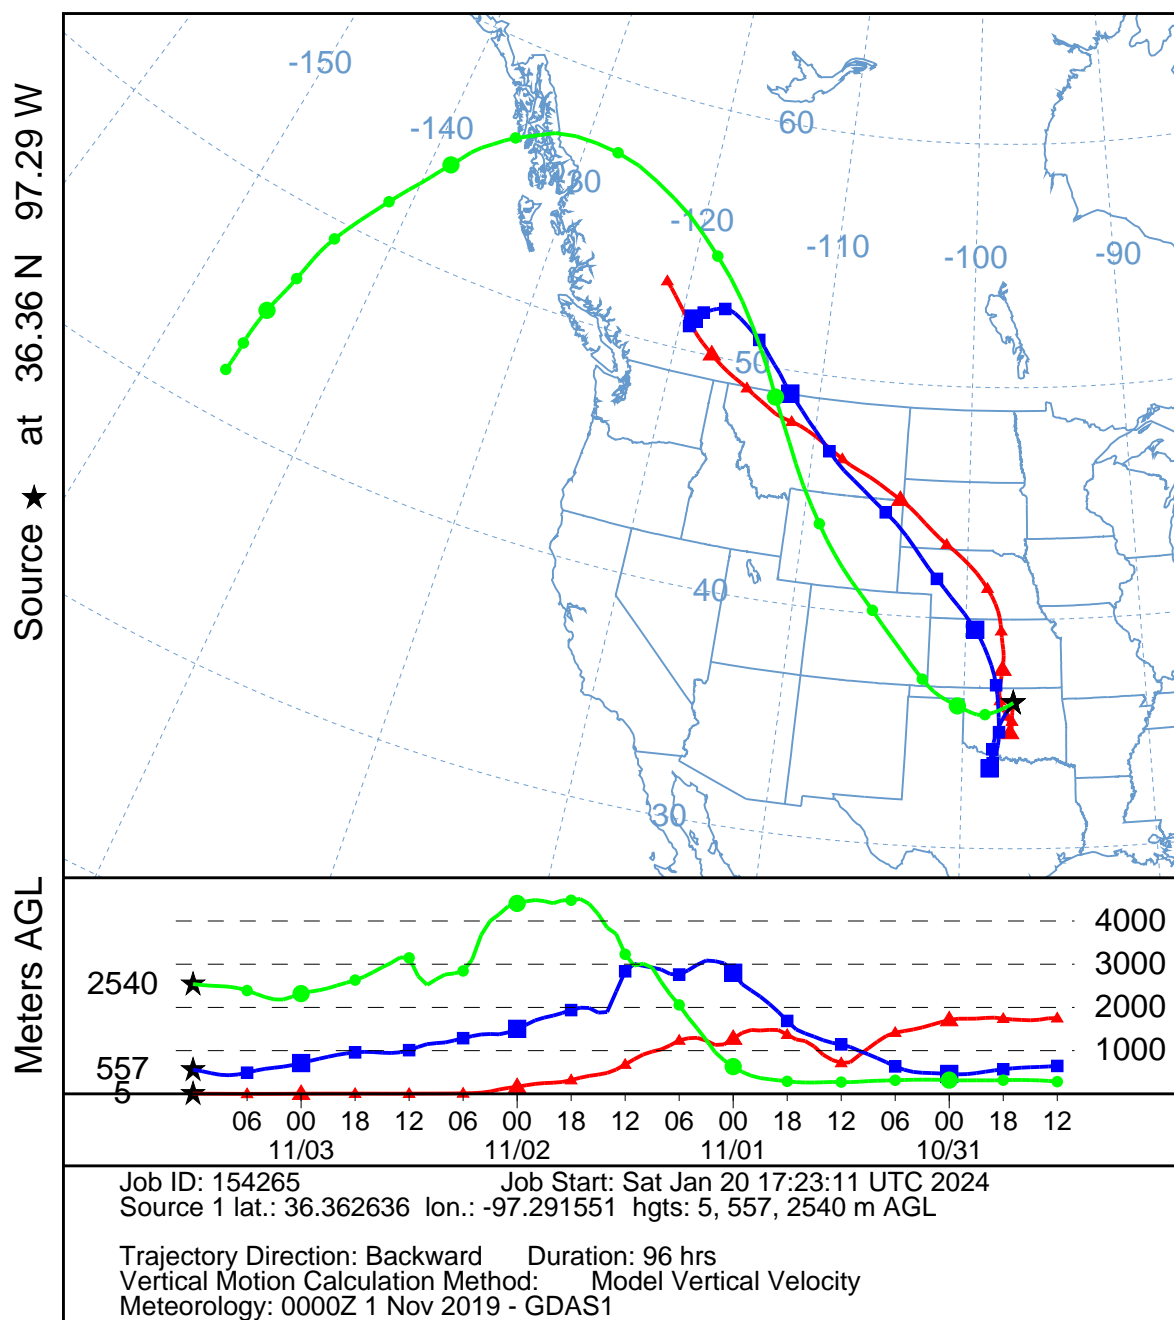 Source ★ at 36.36 N 97.29 W
-150
-140
60
-30
-120
-110
-100
-90
50
40
30
Meters AGL
4000
3000
2540
2000
557
1000
5
06 00 18 12 06 00 18 12 06 00 18 12 06 00 18 12
11/03 11/02 11/01 10/31
Job ID: 154265 Job Start: Sat Jan 20 17:23:11 UTC 2024
Source 1 lat.: 36.362636 lon.: -97.291551 hgts: 5, 557, 2540 m AGL
Trajectory Direction: Backward Duration: 96 hrs
Vertical Motion Calculation Method: Model Vertical Velocity
Meteorology: 0000Z 1 Nov 2019 - GDAS1